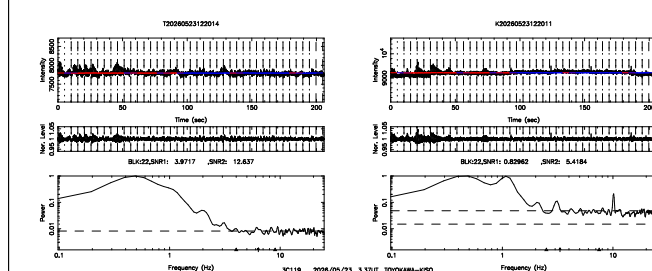 T20260523122014
K20260523122011
Intensity
7500 8000 8500
0 50 100 150 200
Time (sec)
Intensity
9000 10⁴
0 50 100 150
Time (sec)
Nor. Level
0.95 1 1.05
Nor. Level
0.95 1 1.05
BLK:22,SNR1: 3.9717 ,SNR2: 12.637
BLK:22,SNR1: 0.82962 ,SNR2: 5.4184
Power
1
0.1
0.01
0.1 1 10
Frequency (Hz)
Power
1
0.1
0.01
0.1 1 10
Frequency (Hz)
3C119 2026/05/23 3.37UT TOYOKAWA-KISO